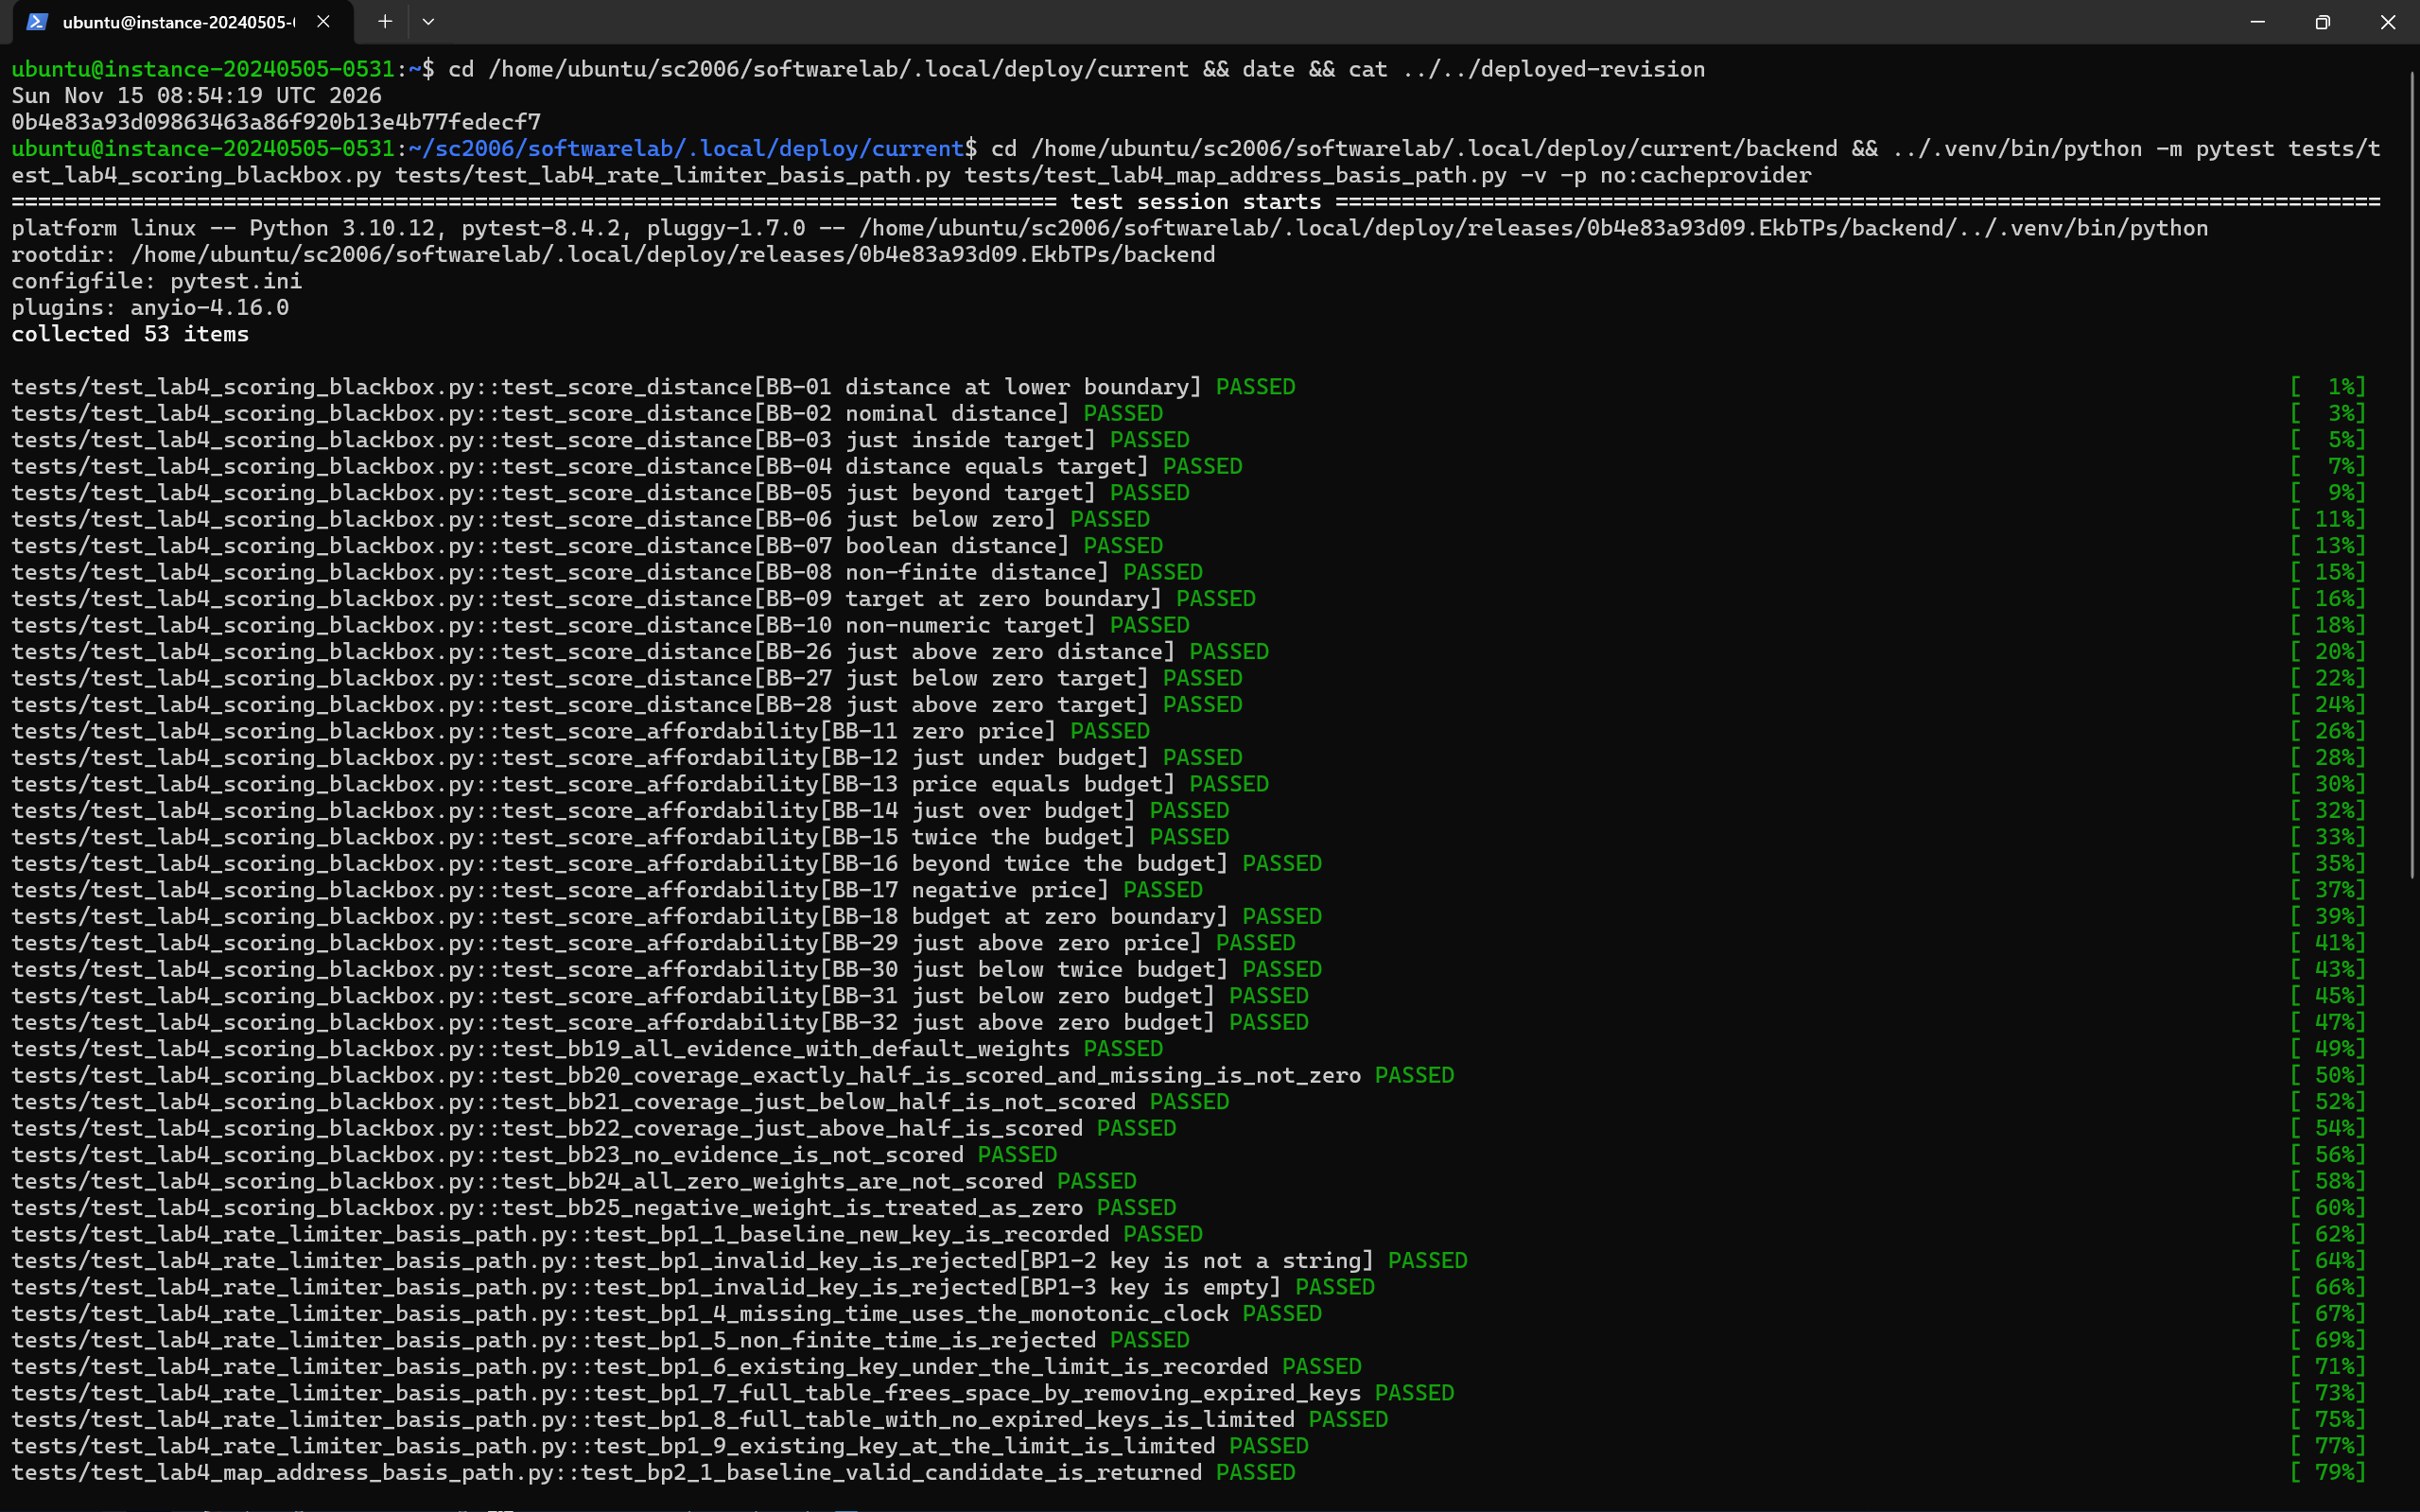 ubuntu@instance-20240505-(
ubuntu@instance-20240505-0531:~$ cd /home/ubuntu/sc2006/softwarelab/.local/deploy/current && date && cat ../../deployed-revision
Sun Nov 15 08:54:19 UTC 2026
0b4e83a93d09863463a86f920b13e4b77fedecf7
ubuntu@instance-20240505-0531:~/sc2006/softwarelab/.local/deploy/current$ cd /home/ubuntu/sc2006/softwarelab/.local/deploy/current/backend && ../.venv/bin/python -m pytest tests/t
est_lab4_scoring_blackbox.py tests/test_lab4_rate_limiter_basis_path.py tests/test_lab4_map_address_basis_path.py -v -p no:cacheprovider
=============================================================================== test session starts ===============================================================================
platform linux -- Python 3.10.12, pytest-8.4.2, pluggy-1.7.0 -- /home/ubuntu/sc2006/softwarelab/.local/deploy/releases/0b4e83a93d09.EkbTPs/backend/../.venv/bin/python
rootdir: /home/ubuntu/sc2006/softwarelab/.local/deploy/releases/0b4e83a93d09.EkbTPs/backend
configfile: pytest.ini
plugins: anyio-4.16.0
collected 53 items
tests/test_lab4_scoring_blackbox.py::test_score_distance[BB-01 distance at lower boundary] PASSED [  1%]
tests/test_lab4_scoring_blackbox.py::test_score_distance[BB-02 nominal distance] PASSED [  3%]
tests/test_lab4_scoring_blackbox.py::test_score_distance[BB-03 just inside target] PASSED [  5%]
tests/test_lab4_scoring_blackbox.py::test_score_distance[BB-04 distance equals target] PASSED [  7%]
tests/test_lab4_scoring_blackbox.py::test_score_distance[BB-05 just beyond target] PASSED [  9%]
tests/test_lab4_scoring_blackbox.py::test_score_distance[BB-06 just below zero] PASSED [ 11%]
tests/test_lab4_scoring_blackbox.py::test_score_distance[BB-07 boolean distance] PASSED [ 13%]
tests/test_lab4_scoring_blackbox.py::test_score_distance[BB-08 non-finite distance] PASSED [ 15%]
tests/test_lab4_scoring_blackbox.py::test_score_distance[BB-09 target at zero boundary] PASSED [ 16%]
tests/test_lab4_scoring_blackbox.py::test_score_distance[BB-10 non-numeric target] PASSED [ 18%]
tests/test_lab4_scoring_blackbox.py::test_score_distance[BB-26 just above zero distance] PASSED [ 20%]
tests/test_lab4_scoring_blackbox.py::test_score_distance[BB-27 just below zero target] PASSED [ 22%]
tests/test_lab4_scoring_blackbox.py::test_score_distance[BB-28 just above zero target] PASSED [ 24%]
tests/test_lab4_scoring_blackbox.py::test_score_affordability[BB-11 zero price] PASSED [ 26%]
tests/test_lab4_scoring_blackbox.py::test_score_affordability[BB-12 just under budget] PASSED [ 28%]
tests/test_lab4_scoring_blackbox.py::test_score_affordability[BB-13 price equals budget] PASSED [ 30%]
tests/test_lab4_scoring_blackbox.py::test_score_affordability[BB-14 just over budget] PASSED [ 32%]
tests/test_lab4_scoring_blackbox.py::test_score_affordability[BB-15 twice the budget] PASSED [ 33%]
tests/test_lab4_scoring_blackbox.py::test_score_affordability[BB-16 beyond twice the budget] PASSED [ 35%]
tests/test_lab4_scoring_blackbox.py::test_score_affordability[BB-17 negative price] PASSED [ 37%]
tests/test_lab4_scoring_blackbox.py::test_score_affordability[BB-18 budget at zero boundary] PASSED [ 39%]
tests/test_lab4_scoring_blackbox.py::test_score_affordability[BB-29 just above zero price] PASSED [ 41%]
tests/test_lab4_scoring_blackbox.py::test_score_affordability[BB-30 just below twice budget] PASSED [ 43%]
tests/test_lab4_scoring_blackbox.py::test_score_affordability[BB-31 just below zero budget] PASSED [ 45%]
tests/test_lab4_scoring_blackbox.py::test_score_affordability[BB-32 just above zero budget] PASSED [ 47%]
tests/test_lab4_scoring_blackbox.py::test_bb19_all_evidence_with_default_weights PASSED [ 49%]
tests/test_lab4_scoring_blackbox.py::test_bb20_coverage_exactly_half_is_scored_and_missing_is_not_zero PASSED [ 50%]
tests/test_lab4_scoring_blackbox.py::test_bb21_coverage_just_below_half_is_not_scored PASSED [ 52%]
tests/test_lab4_scoring_blackbox.py::test_bb22_coverage_just_above_half_is_scored PASSED [ 54%]
tests/test_lab4_scoring_blackbox.py::test_bb23_no_evidence_is_not_scored PASSED [ 56%]
tests/test_lab4_scoring_blackbox.py::test_bb24_all_zero_weights_are_not_scored PASSED [ 58%]
tests/test_lab4_scoring_blackbox.py::test_bb25_negative_weight_is_treated_as_zero PASSED [ 60%]
tests/test_lab4_rate_limiter_basis_path.py::test_bp1_1_baseline_new_key_is_recorded PASSED [ 62%]
tests/test_lab4_rate_limiter_basis_path.py::test_bp1_invalid_key_is_rejected[BP1-2 key is not a string] PASSED [ 64%]
tests/test_lab4_rate_limiter_basis_path.py::test_bp1_invalid_key_is_rejected[BP1-3 key is empty] PASSED [ 66%]
tests/test_lab4_rate_limiter_basis_path.py::test_bp1_4_missing_time_uses_the_monotonic_clock PASSED [ 67%]
tests/test_lab4_rate_limiter_basis_path.py::test_bp1_5_non_finite_time_is_rejected PASSED [ 69%]
tests/test_lab4_rate_limiter_basis_path.py::test_bp1_6_existing_key_under_the_limit_is_recorded PASSED [ 71%]
tests/test_lab4_rate_limiter_basis_path.py::test_bp1_7_full_table_frees_space_by_removing_expired_keys PASSED [ 73%]
tests/test_lab4_rate_limiter_basis_path.py::test_bp1_8_full_table_with_no_expired_keys_is_limited PASSED [ 75%]
tests/test_lab4_rate_limiter_basis_path.py::test_bp1_9_existing_key_at_the_limit_is_limited PASSED [ 77%]
tests/test_lab4_map_address_basis_path.py::test_bp2_1_baseline_valid_candidate_is_returned PASSED [ 79%]